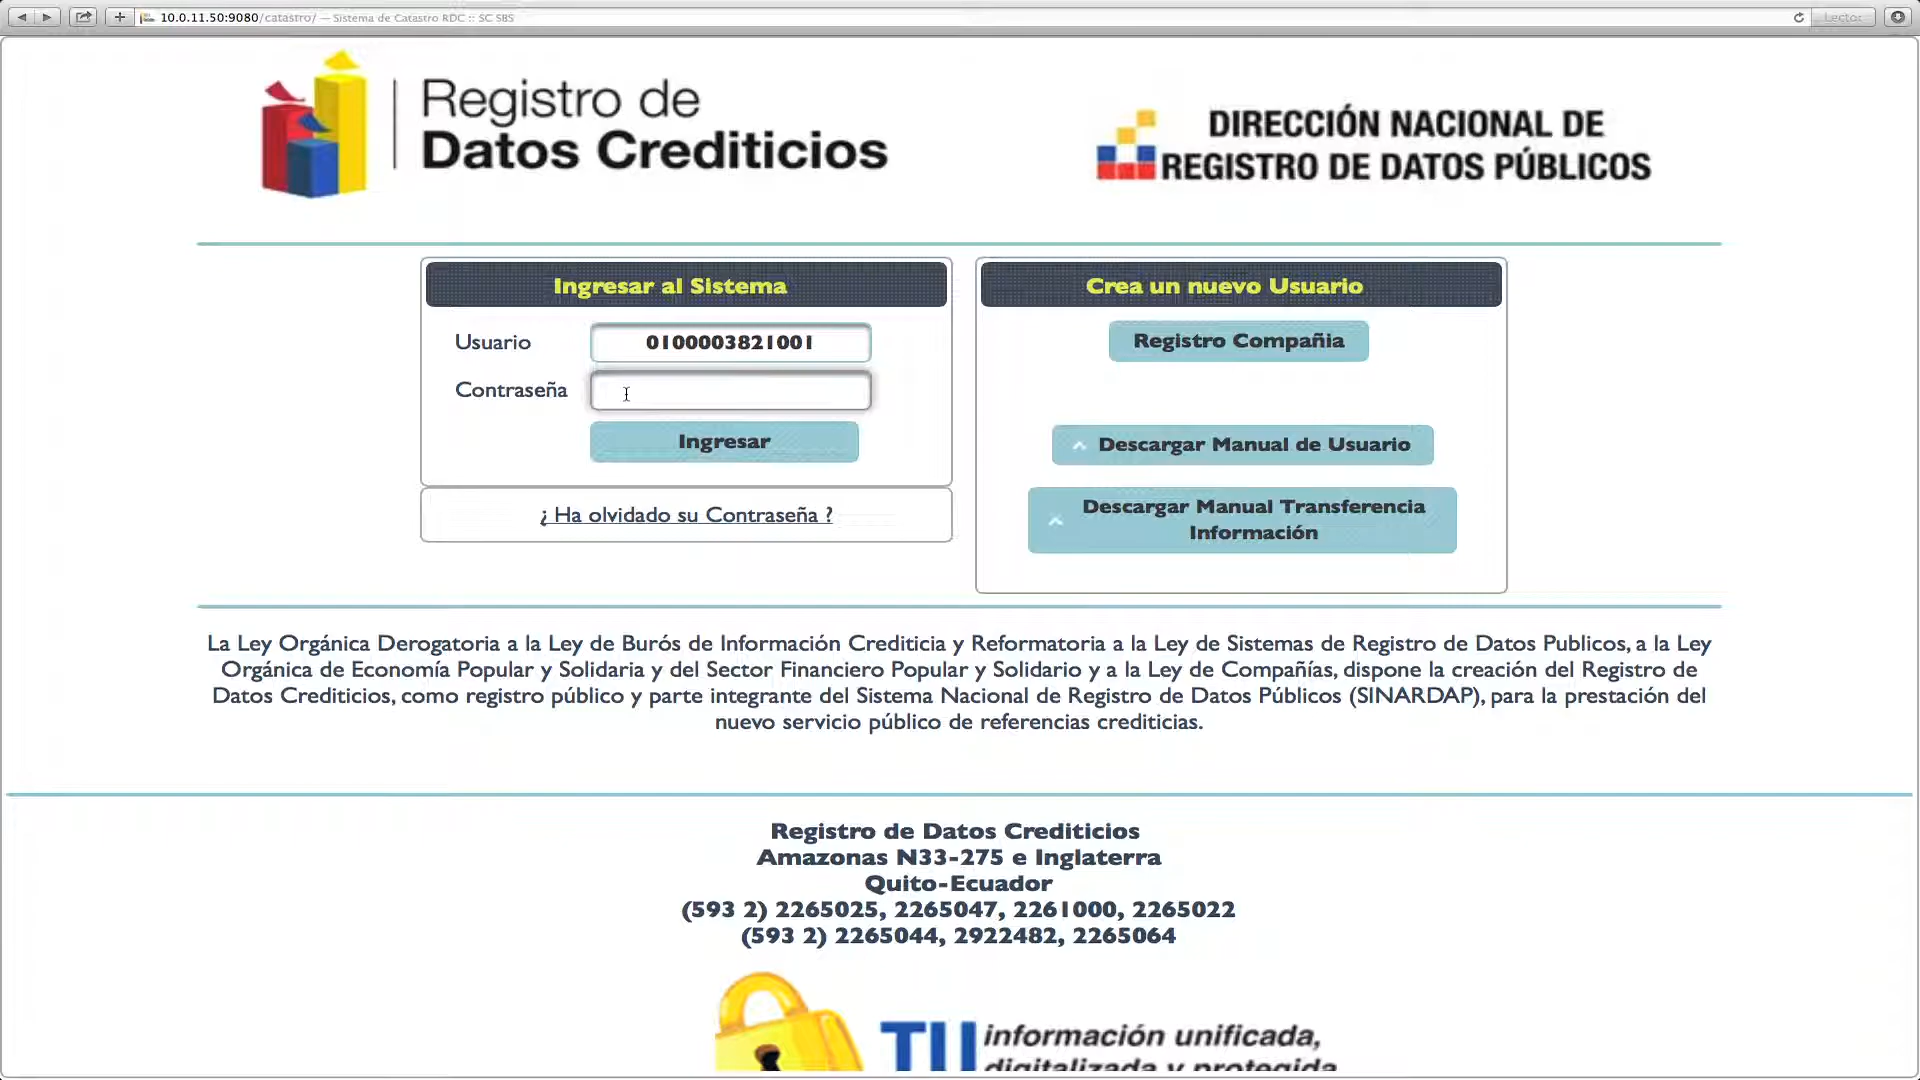 10.0.11.50:9080/catastro/ — Sistema de Catastro RDC :: SC SBS
Lector
Registro de
Datos Crediticios
DIRECCIÓN NACIONAL DE
REGISTRO DE DATOS PÚBLICOS
Ingresar al Sistema
Usuario
0100003821001
Contraseña
Ingresar
¿ Ha olvidado su Contraseña ?
Crea un nuevo Usuario
Registro Compañia
Descargar Manual de Usuario
Descargar Manual Transferencia
Información
La Ley Orgánica Derogatoria a la Ley de Burós de Información Crediticia y Reformatoria a la Ley de Sistemas de Registro de Datos Publicos, a la Ley
Orgánica de Economía Popular y Solidaria y del Sector Financiero Popular y Solidario y a la Ley de Compañías, dispone la creación del Registro de
Datos Crediticios, como registro público y parte integrante del Sistema Nacional de Registro de Datos Públicos (SINARDAP), para la prestación del
nuevo servicio público de referencias crediticias.
Registro de Datos Crediticios
Amazonas N33-275 e Inglaterra
Quito-Ecuador
(593 2) 2265025, 2265047, 2261000, 2265022
(593 2) 2265044, 2922482, 2265064
TU información unificada,
digitalizada y protegida